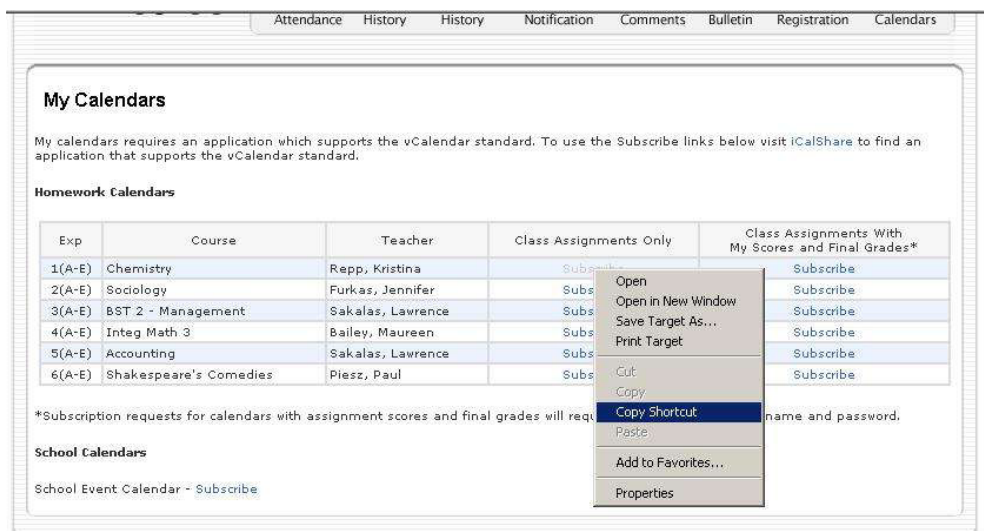 Attendance History History Notification Comments Bulletin Registration Calendars
My Calendars
My calendars requires an application which supports the vCalendar standard. To use the Subscribe links below visit iCalShare to find an
application that supports the vCalendar standard.
Homework Calendars
Exp Course Teacher Class Assignments Only Class Assignments With
My Scores and Final Grades*
1(A-E) Chemistry Repp, Kristina Subscribe Subscribe
2(A-E) Sociology Furkas, Jennifer Subs Subscribe
3(A-E) BST 2 - Management Sakalas, Lawrence Subs Subscribe
4(A-E) Integ Math 3 Bailey, Maureen Subs Subscribe
5(A-E) Accounting Sakalas, Lawrence Subs Subscribe
6(A-E) Shakespeare's Comedies Piesz, Paul Subs Subscribe
Open
Open in New Window
Save Target As...
Print Target
Cut
Copy
Copy Shortcut
Paste
Add to Favorites...
Properties
*Subscription requests for calendars with assignment scores and final grades will requ name and password.
School Calendars
School Event Calendar - Subscribe